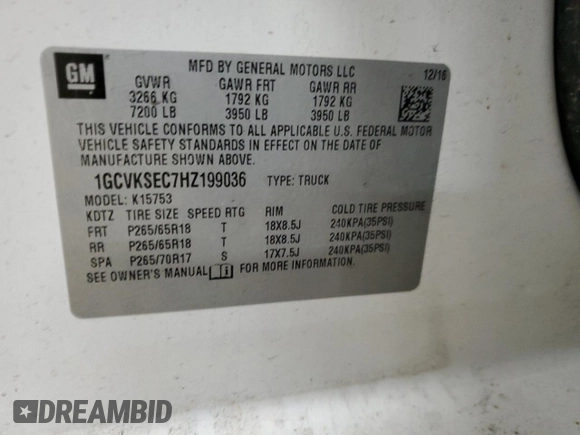 GM
MFD BY GENERAL MOTORS LLC 12/16
GVWR GAWR FRT GAWR RR
3266 KG 1792 KG 1792 KG
7200 LB 3950 LB 3950 LB
THIS VEHICLE CONFORMS TO ALL APPLICABLE U.S. FEDERAL MOTOR
VEHICLE SAFETY STANDARDS IN EFFECT ON THE DATE OF
MANUFACTURE SHOWN ABOVE.
1GCVKSEC7HZ199036 TYPE: TRUCK
MODEL: K15753
KDTZ TIRE SIZE SPEED RTG RIM COLD TIRE PRESSURE
FRT P265/65R18 T 18X8.5J 240KPA(35PSI)
RR P265/65R18 T 18X8.5J 240KPA(35PSI)
SPA P265/70R17 S 17X7.5J 240KPA(35PSI)
SEE OWNER'S MANUAL FOR MORE INFORMATION.
DREAMBID